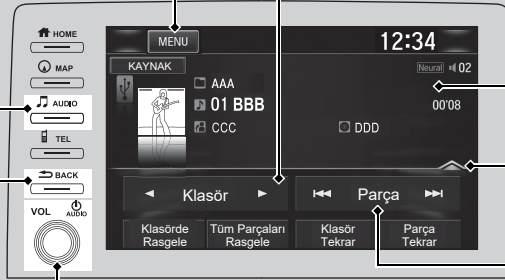 HOME
MAP
AUDIO
TEL
BACK
VOL
AUDIO
MENU
12:34
KAYNAK
Neural
02
AAA
01 BBB
00'08
CCC
DDD
Klasör
Parça
Klasörde
Rasgele
Tüm Parçaları
Rasgele
Klasör
Tekrar
Parça
Tekrar